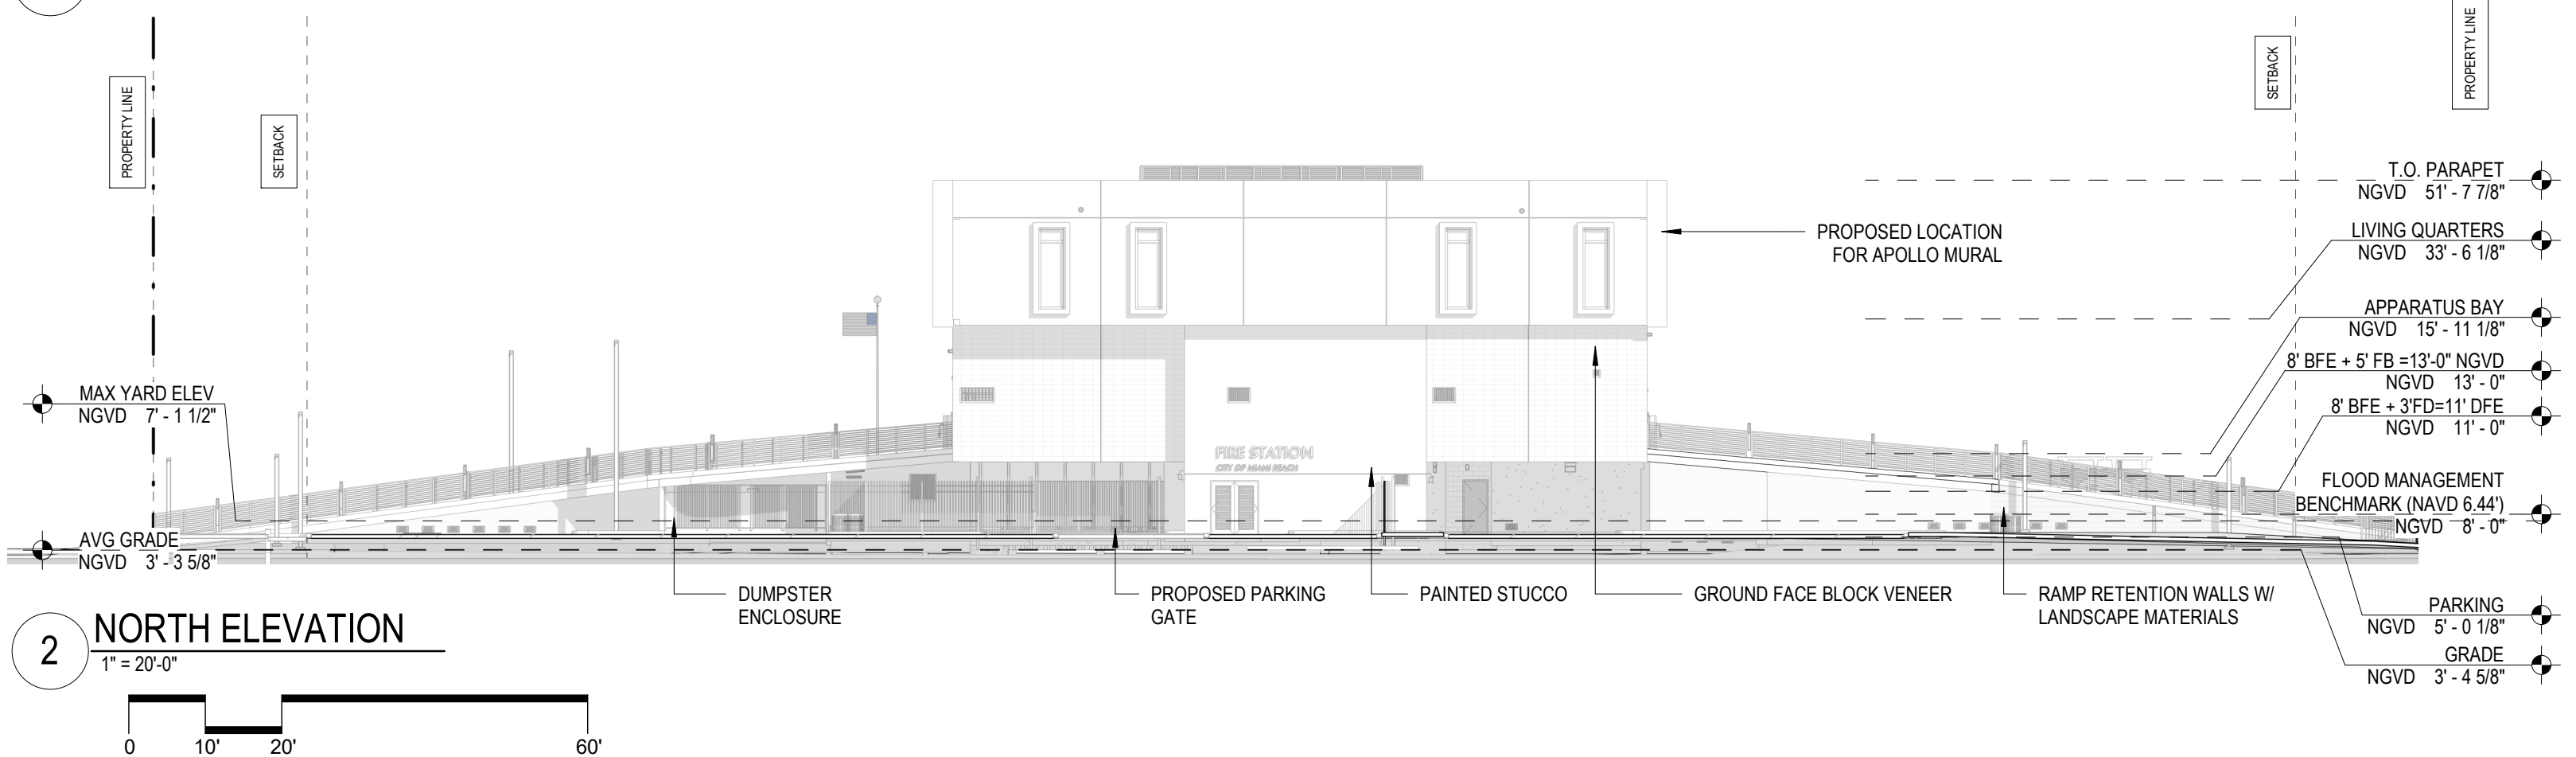 PROPERTY LINE
SETBACK
SETBACK
PROPERTY LINE
T.O. PARAPET
NGVD 51' - 7 7/8"
PROPOSED LOCATION
FOR APOLLO MURAL
LIVING QUARTERS
NGVD 33' - 6 1/8"
APPARATUS BAY
NGVD 15' - 11 1/8"
8' BFE + 5' FB =13'-0" NGVD
NGVD 13' - 0"
8' BFE + 3'FD=11' DFE
NGVD 11' - 0"
MAX YARD ELEV
NGVD 7' - 1 1/2"
FIRE STATION
CITY OF MIAMI BEACH
FLOOD MANAGEMENT
BENCHMARK (NAVD 6.44')
NGVD 8' - 0"
AVG GRADE
NGVD 3' - 3 5/8"
DUMPSTER
ENCLOSURE
PROPOSED PARKING
GATE
PAINTED STUCCO
GROUND FACE BLOCK VENEER
RAMP RETENTION WALLS W/
LANDSCAPE MATERIALS
PARKING
NGVD 5' - 0 1/8"
GRADE
NGVD 3' - 4 5/8"
2
NORTH ELEVATION
1" = 20'-0"
0 10' 20' 60'